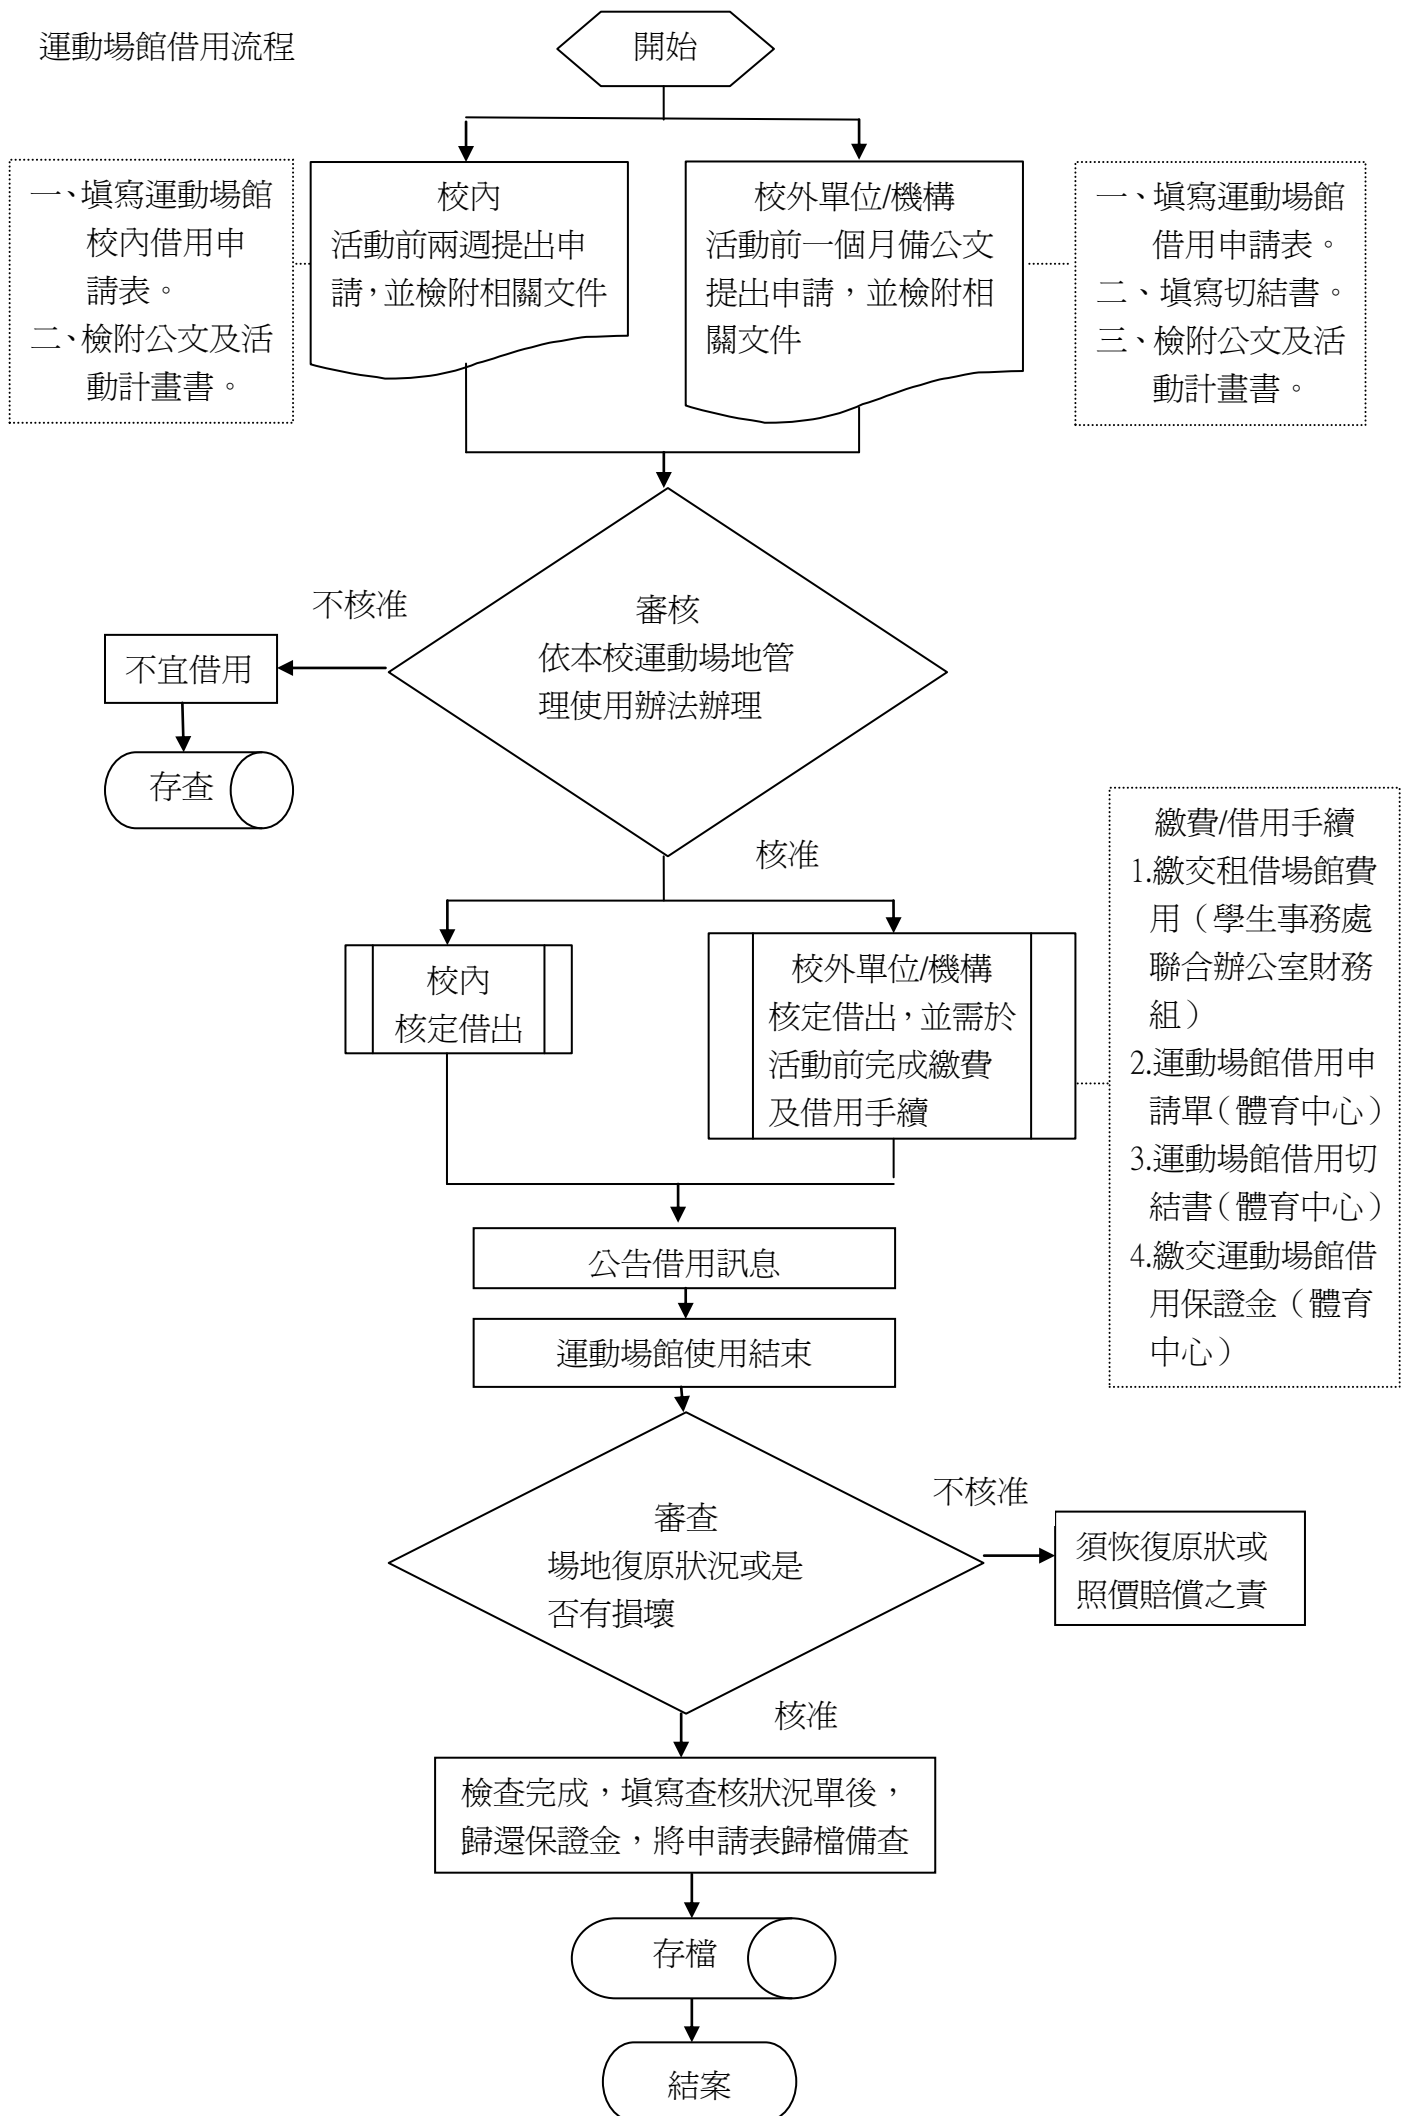 運動場館借用流程
開始
一、填寫運動場館
校內借用申
請表。
二、檢附公文及活
動計畫書。
校內
活動前兩週提出申
請，並檢附相關文件
校外單位/機構
活動前一個月備公文
提出申請，並檢附相
關文件
一、填寫運動場館
借用申請表。
二、填寫切結書。
三、檢附公文及活
動計畫書。
審核
依本校運動場地管
理使用辦法辦理
不核准
不宜借用
存查
核准
校內
核定借出
校外單位/機構
核定借出，並需於
活動前完成繳費
及借用手續
繳費/借用手續
1.繳交租借場館費
用（學生事務處
聯合辦公室財務
組）
2.運動場館借用申
請單（體育中心）
3.運動場館借用切
結書（體育中心）
4.繳交運動場館借
用保證金（體育
中心）
公告借用訊息
運動場館使用結束
審查
場地復原狀況或是
否有損壞
不核准
須恢復原狀或
照價賠償之責
核准
檢查完成，填寫查核狀況單後，
歸還保證金，將申請表歸檔備查
存檔
結案